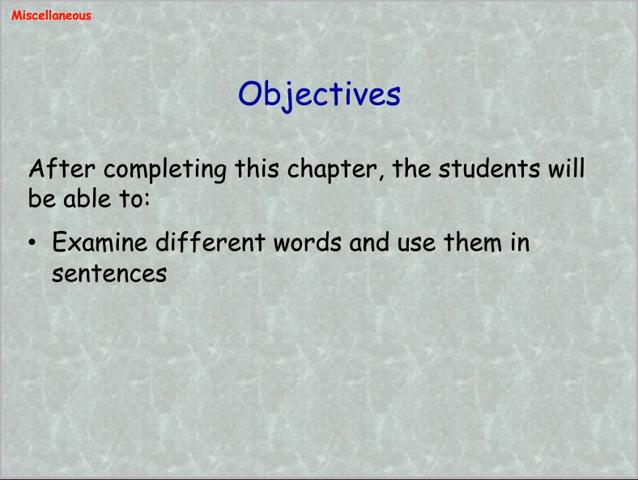 Miscellaneous
Objectives
After completing this chapter, the students will
be able to:
• Examine different words and use them in
sentences